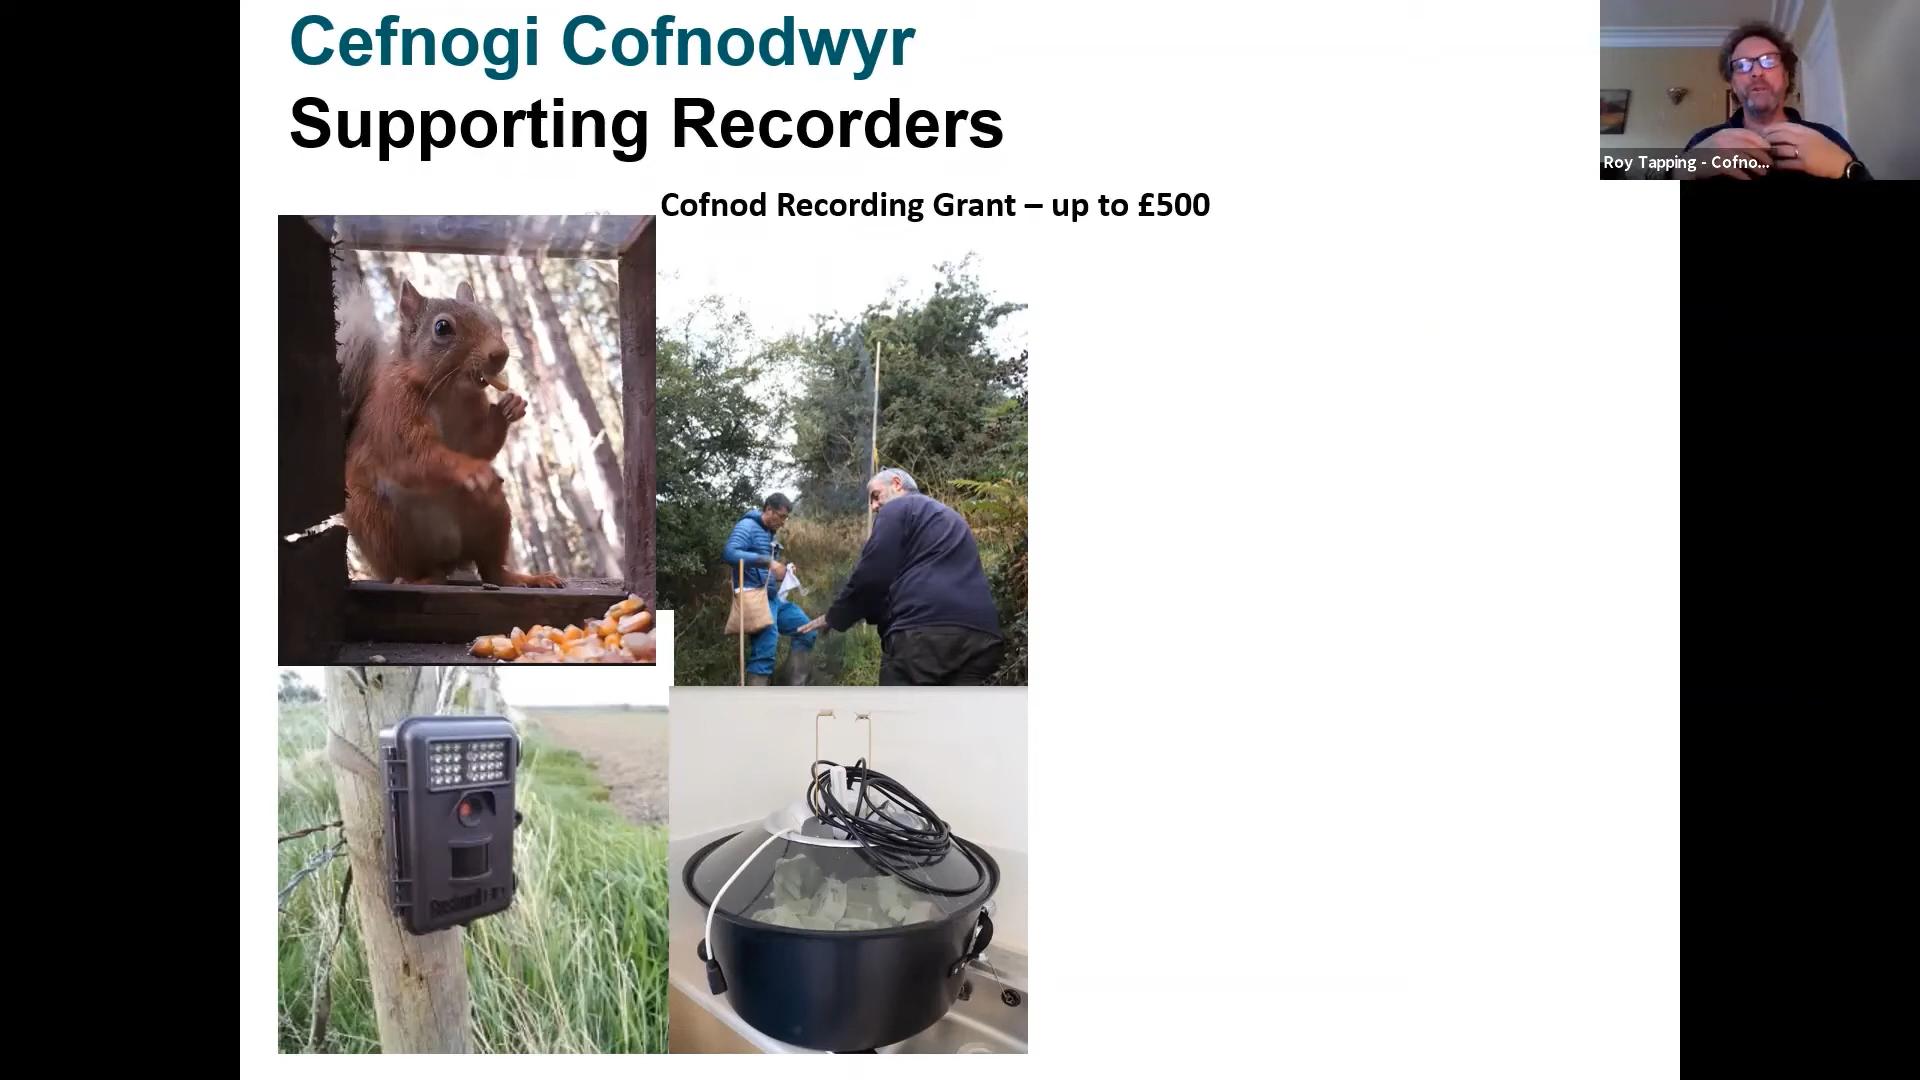 Cefnogi Cofnodwyr
Supporting Recorders
Cofnod Recording Grant – up to £500
Roy Tapping - Cofno...